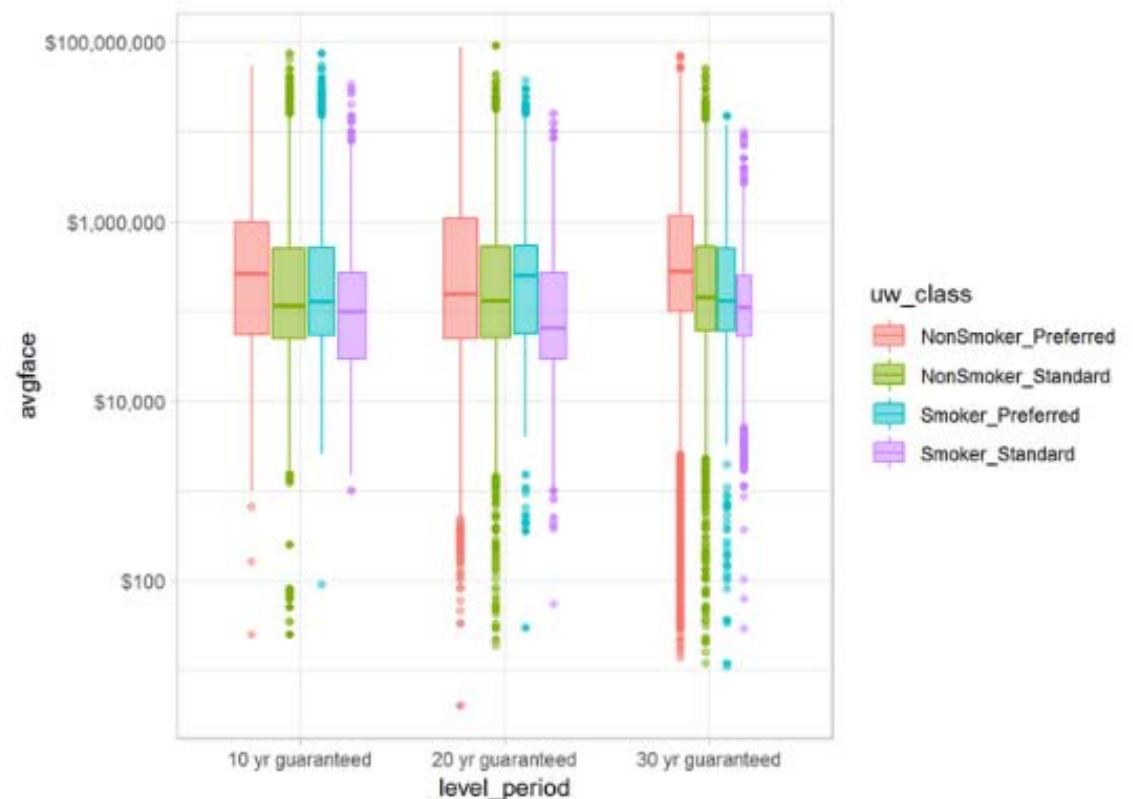 $100,000,000
$1,000,000
$10,000
$100
avgface
10 yr guaranteed
20 yr guaranteed
30 yr guaranteed
level_period
uw_class
NonSmoker_Preferred
NonSmoker_Standard
Smoker_Preferred
Smoker_Standard